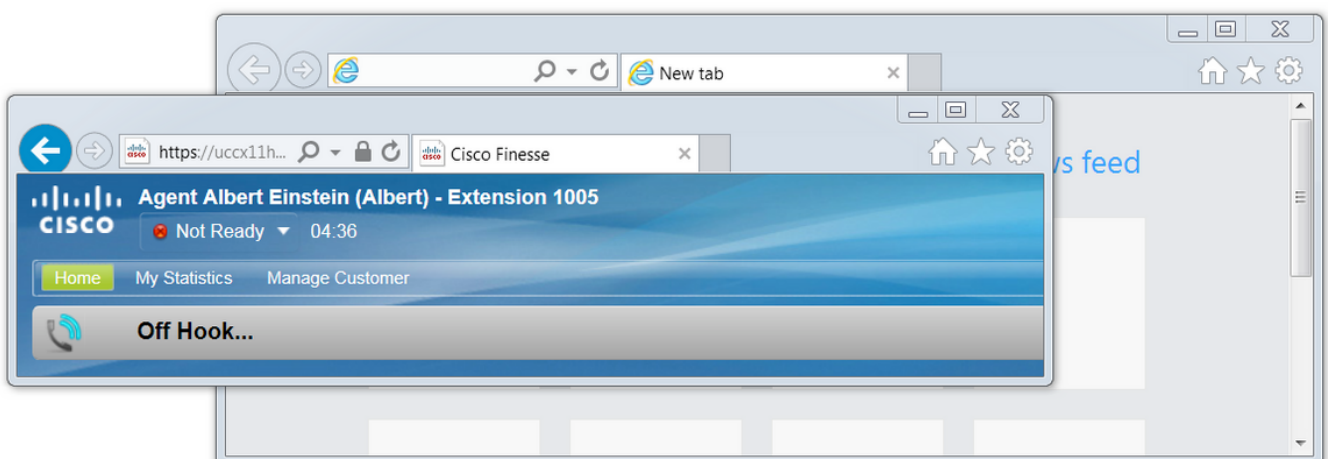 New tab
https://uccx11h...
Cisco Finesse
vs feed
CISCO
Agent Albert Einstein (Albert) - Extension 1005
Not Ready 04:36
Home My Statistics Manage Customer
Off Hook...